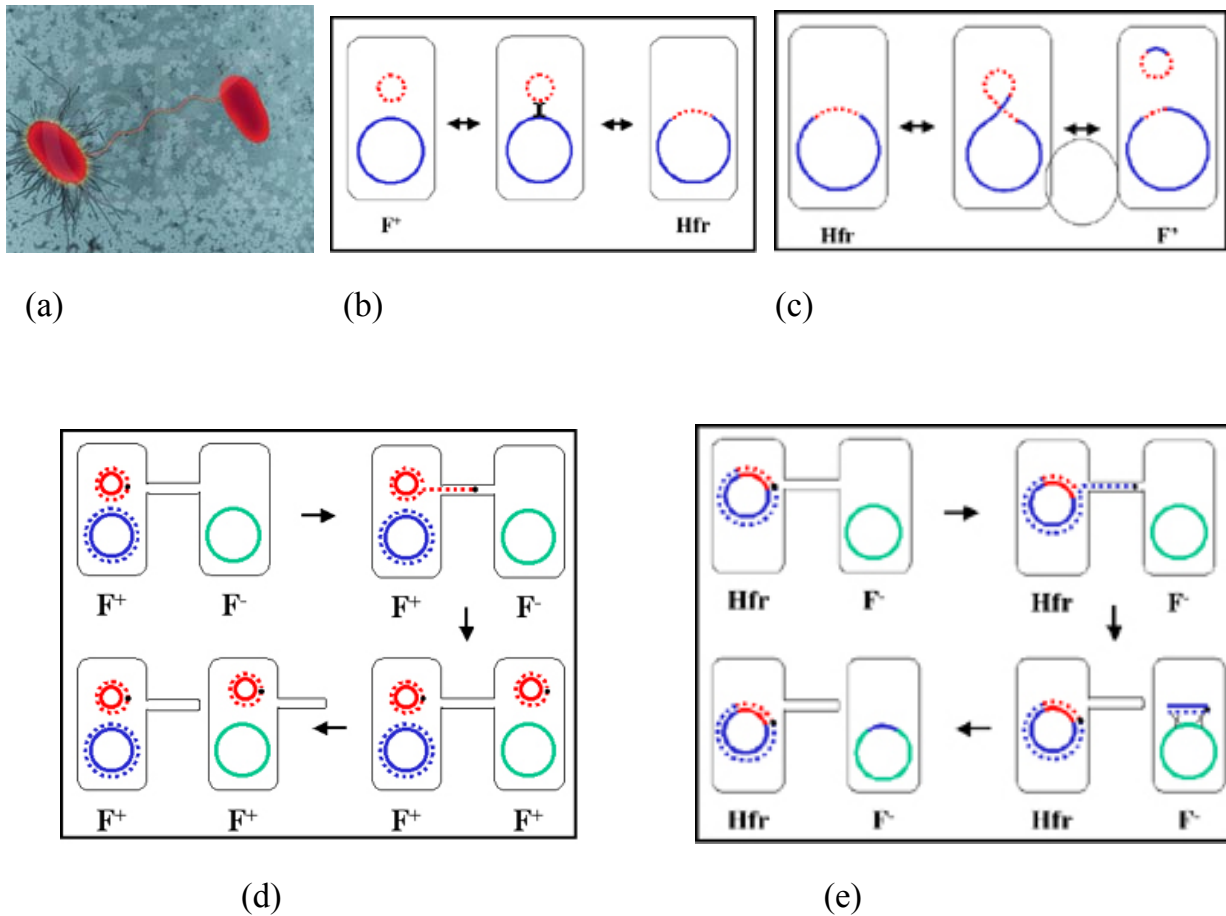 F⁺ Hfr
Hfr F’
(a) (b) (c)
F⁺ F⁻ F⁺ F⁻
F⁺ F⁺ F⁺ F⁺
Hfr F⁻ Hfr F⁻
Hfr F⁻ Hfr F⁻
(d) (e)